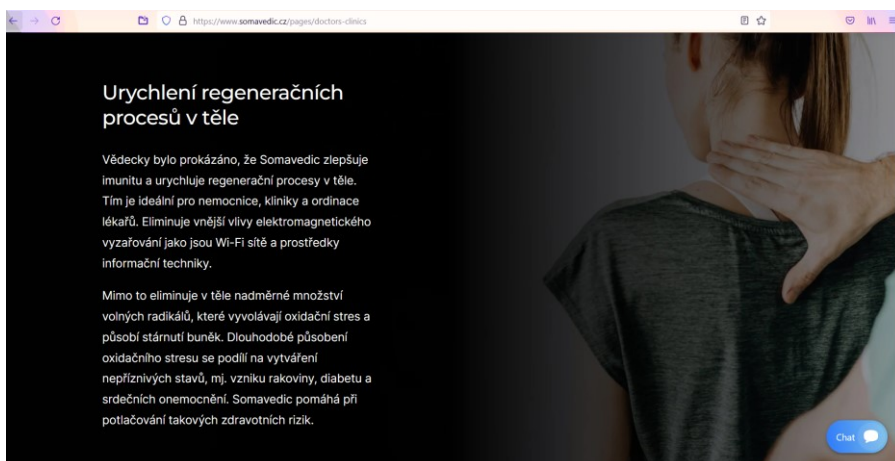 https://www.somavedic.cz/pages/doctors-clinics
Urychlení regeneračních
procesů v těle
Vědecky bylo prokázáno, že Somavedic zlepšuje
imunitu a urychluje regenerační procesy v těle.
Tím je ideální pro nemocnice, kliniky a ordinace
lékařů. Eliminuje vnější vlivy elektromagnetického
vyzařování jako jsou Wi-Fi sítě a prostředky
informační techniky.
Mimo to eliminuje v těle nadměrné množství
volných radikálů, které vyvolávají oxidační stres a
působí stárnutí buněk. Dlouhodobé působení
oxidačního stresu se podílí na vytváření
nepříznivých stavů, mj. vzniku rakoviny, diabetu a
srdečních onemocnění. Somavedic pomáhá při
potlačování takových zdravotních rizik.
Chat